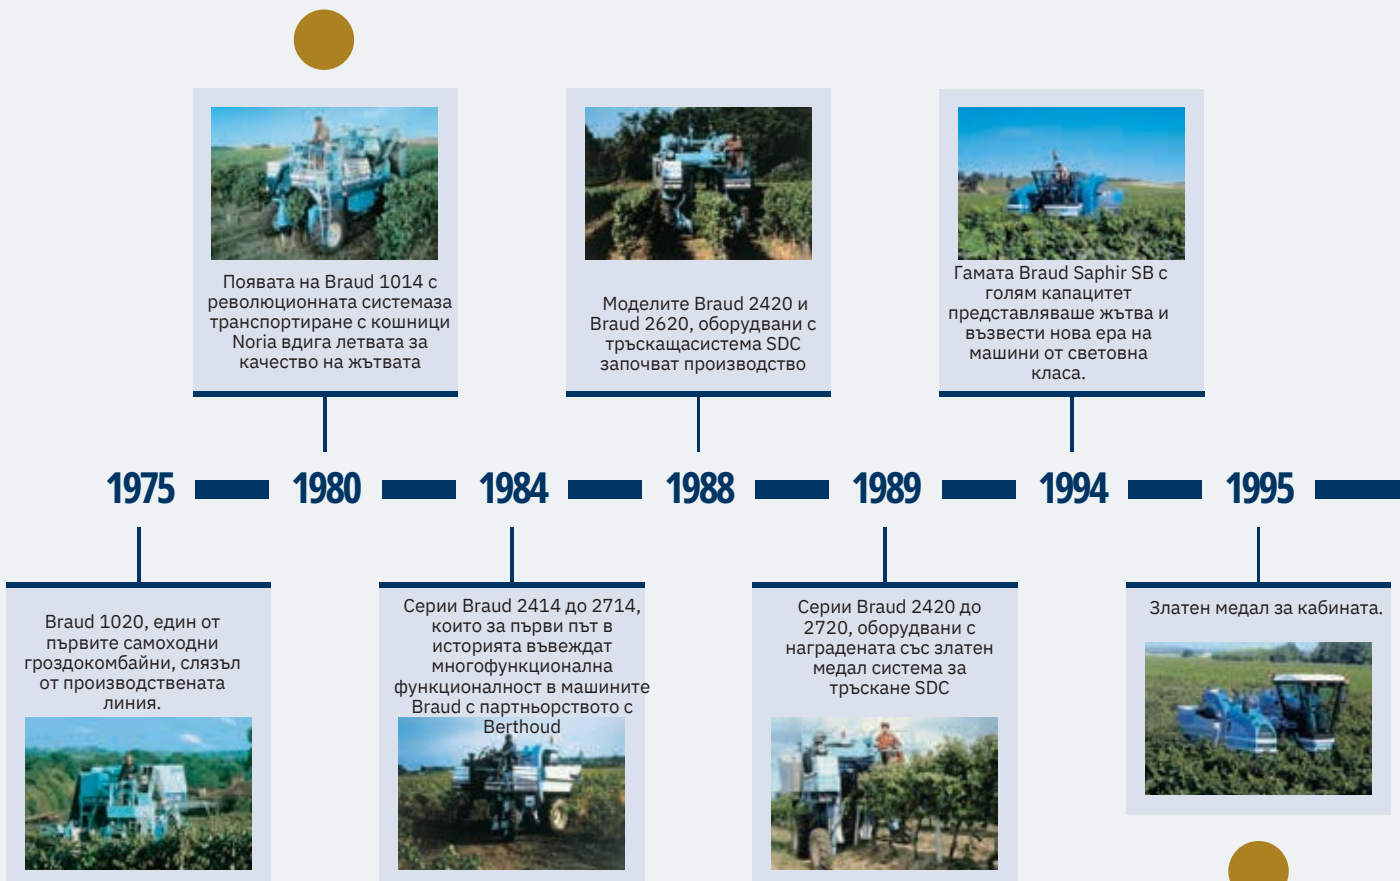 Появата на Braud 1014 с
революционната системаза
транспортиране с кошници
Noria вдига летвата за
качество на жътвата
Моделите Braud 2420 и
Braud 2620, оборудвани с
тръскащасистема SDC
започват производство
Гамата Braud Saphir SB с
голям капацитет
представляваше жътва и
възвести нова ера на
машини от световна
класа.
1975
1980
1984
1988
1989
1994
1995
Braud 1020, един от
първите самоходни
гроздокомбайни, слязъл
от производствената
линия.
Серии Braud 2414 до 2714,
които за първи път в
историята въвеждат
многофункционална
функционалност в машините
Braud с партньорството с
Berthoud
Серии Braud 2420 до
2720, оборудвани с
наградената със златен
медал система за
тръскане SDC
Златен медал за кабината.